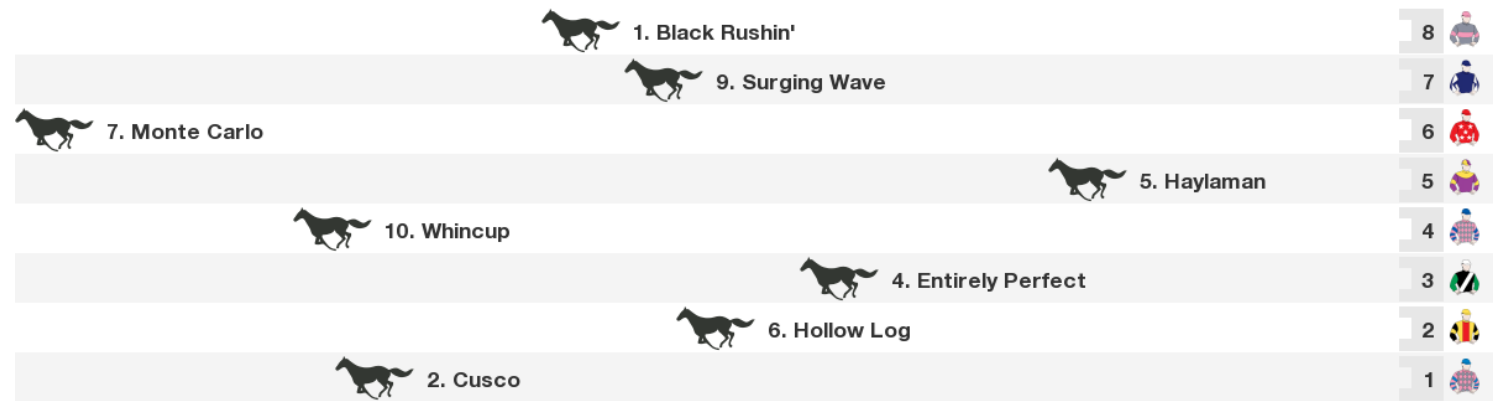 1. Black Rushin' 8
9. Surging Wave 7
7. Monte Carlo 6
5. Haylaman 5
10. Whincup 4
4. Entirely Perfect 3
6. Hollow Log 2
2. Cusco 1